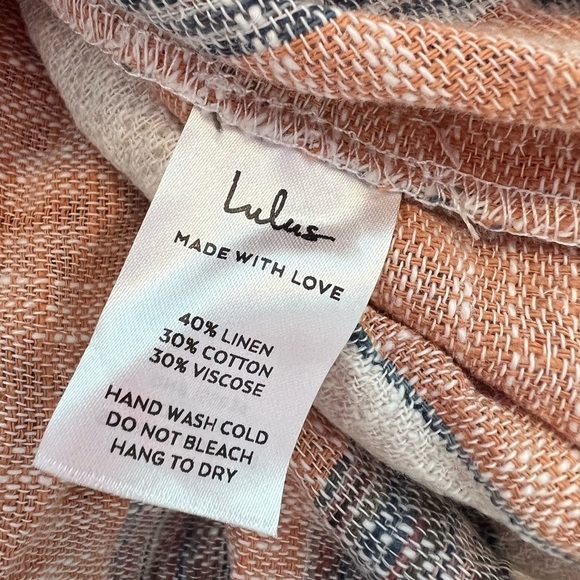 Lulus
MADE WITH LOVE
40% LINEN
30% COTTON
30% VISCOSE
HAND WASH COLD
DO NOT BLEACH
HANG TO DRY